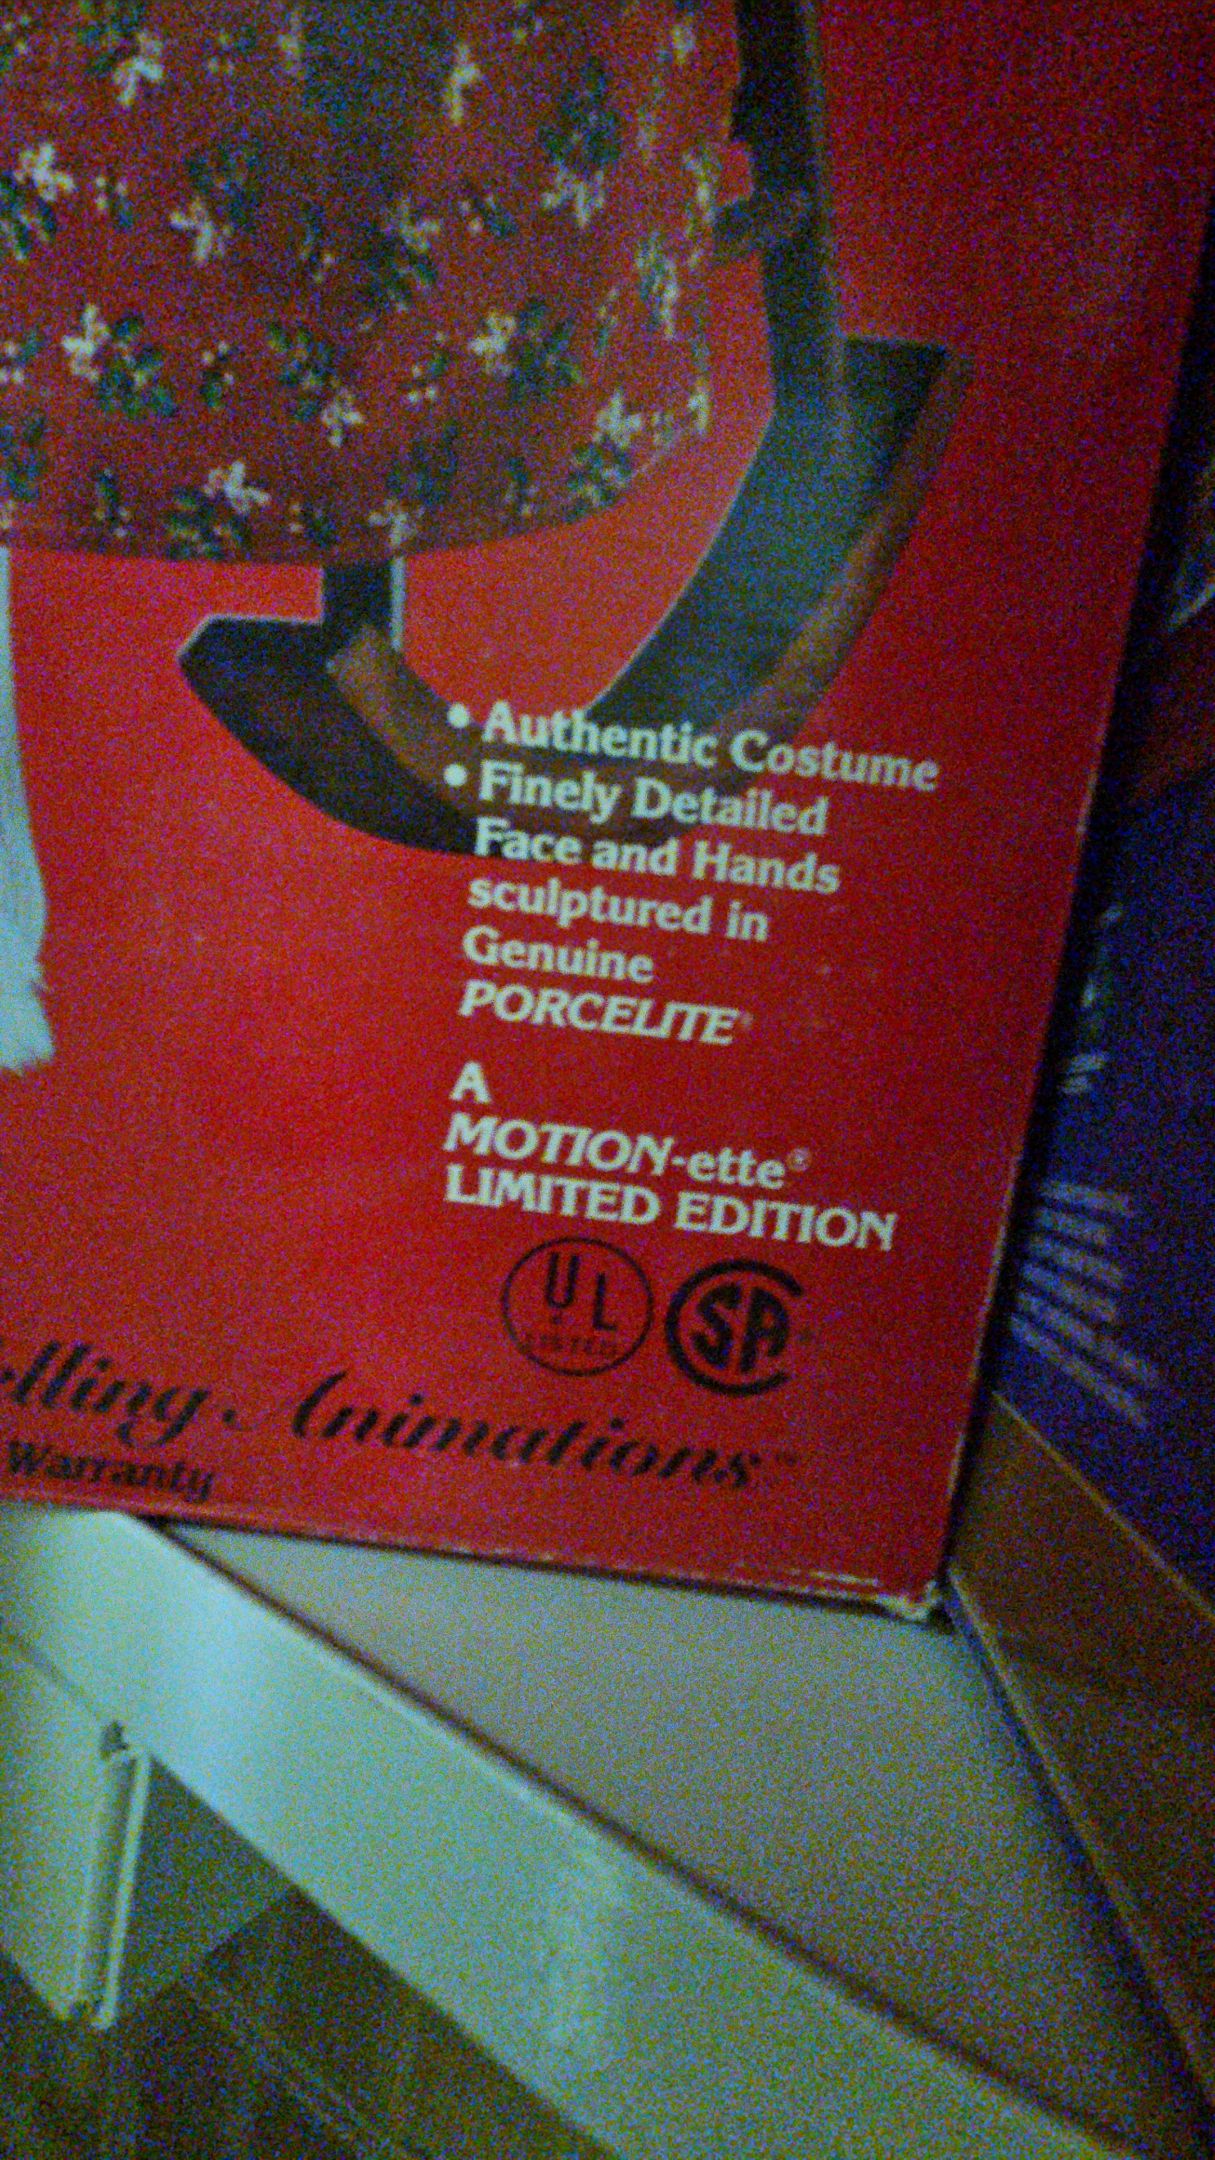 • Authentic Costume
• Finely Detailed
Face and Hands
sculptured in
Genuine
PORCELITE®
A
MOTION-ette®
LIMITED EDITION
UL
LISTED
SA
lling Animations™
Warranty